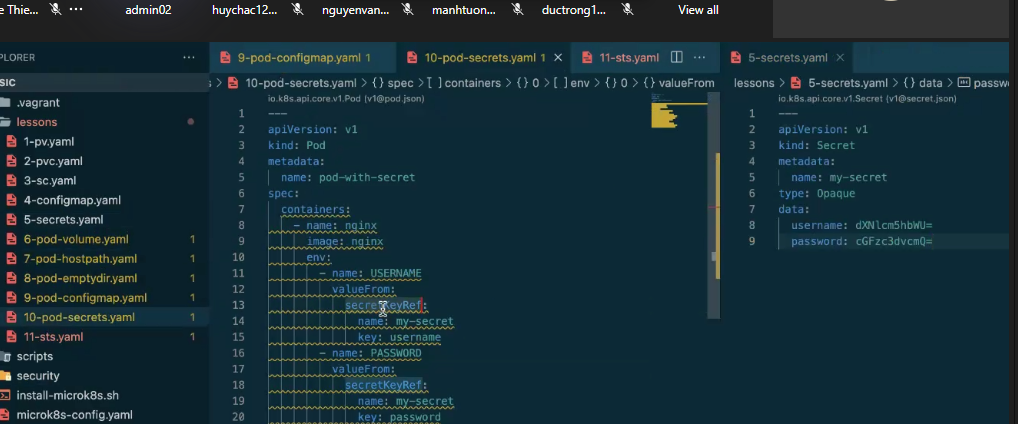 e Thie...
admin02
huychac12...
nguyenvan...
manhtuon...
ductrong1...
View all
PLORER
SIC
.vagrant
lessons
1-pv.yaml
2-pvc.yaml
3-sc.yaml
4-configmap.yaml
5-secrets.yaml
6-pod-volume.yaml 1
7-pod-hostpath.yaml 1
8-pod-emptydir.yaml 1
9-pod-configmap.yaml 1
10-pod-secrets.yaml 1
11-sts.yaml 1
scripts
security
install-microk8s.sh
microk8s-config.yaml
9-pod-configmap.yaml 1
10-pod-secrets.yaml 1
11-sts.yaml
s > 10-pod-secrets.yaml > {} spec > [ ] containers > {} 0 > [ ] env > {} 0 > {} valueFrom
io.k8s.api.core.v1.Pod (v1@pod.json)
1 ---
2 apiVersion: v1
3 kind: Pod
4 metadata:
5 name: pod-with-secret
6 spec:
7 containers:
8 - name: nginx
9 image: nginx
10 env:
11 - name: USERNAME
12 valueFrom:
13 secretKeyRef:
14 name: my-secret
15 key: username
16 - name: PASSWORD
17 valueFrom:
18 secretKeyRef:
19 name: my-secret
20 key: password
5-secrets.yaml
lessons > 5-secrets.yaml > {} data > abc passw
io.k8s.api.core.v1.Secret (v1@secret.json)
1 ---
2 apiVersion: v1
3 kind: Secret
4 metadata:
5 name: my-secret
6 type: Opaque
7 data:
8 username: dXNlcm5hbWU=
9 password: cGFzc3dvcmQ=